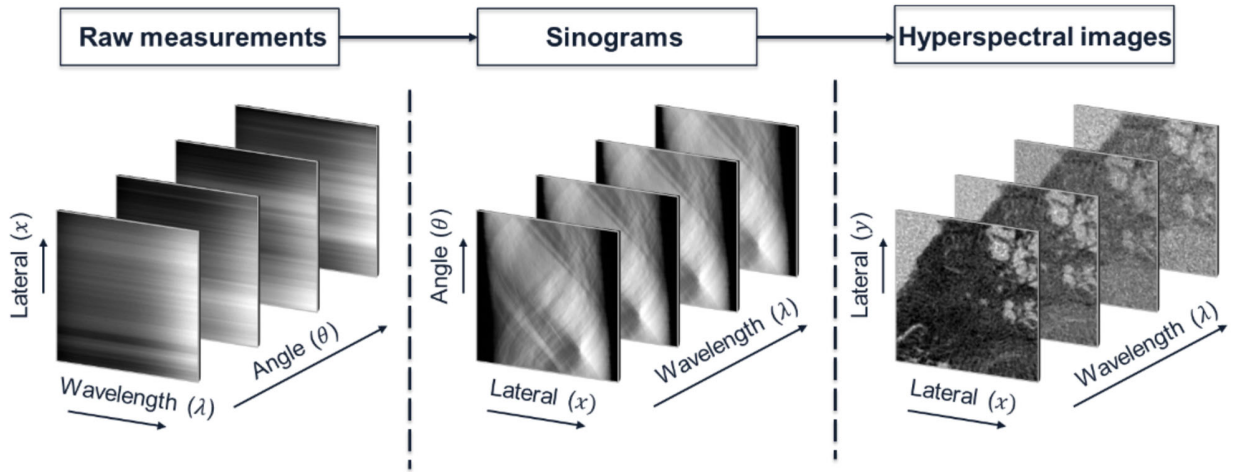 Raw measurements
Sinograms
Hyperspectral images
Lateral (x)
Wavelength (λ)
Angle (θ)
Angle (θ)
Lateral (x)
Wavelength (λ)
Lateral (y)
Lateral (x)
Wavelength (λ)